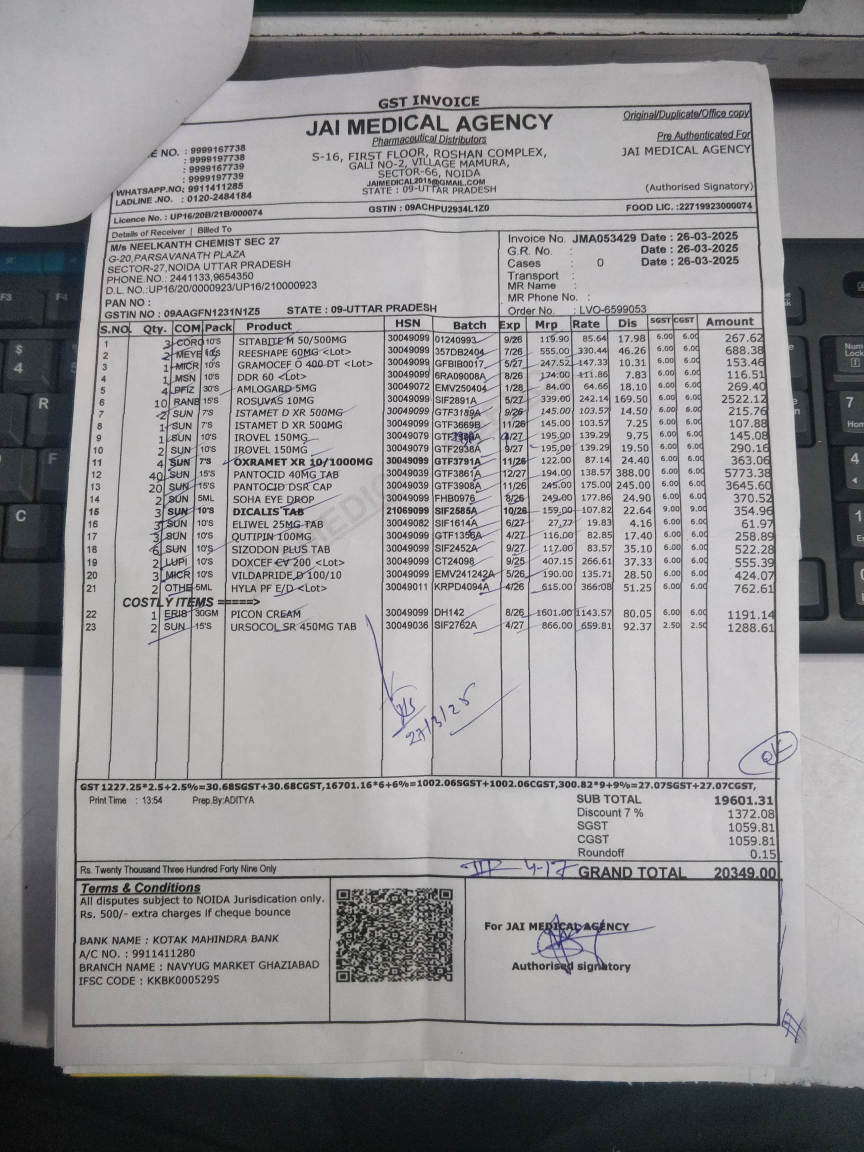 GST INVOICE
Original/Duplicate/Office copy
JAI MEDICAL AGENCY
Pharmaceutical Distributors
Pre Authenticated For
JAI MEDICAL AGENCY
(Authorised Signatory)
NO. : 9999167738
: 9999197738
: 9999167739
: 9999197739
WHATSAPP.NO; 9911411285
LADLINE .NO. : 0120-2484184
S-16, FIRST FLOOR, ROSHAN COMPLEX,
GALI NO-2, VILLAGE MAMURA,
SECTOR-66, NOIDA
JAIMEDICAL2015@GMAIL.COM
STATE : 09-UTTAR PRADESH
Licence No. : UP16/20B/21B/000074 GSTIN : 09ACHPU2934L1Z0 FOOD LIC. :22719923000074
Details of Receiver | Billed To
M/s NEELKANTH CHEMIST SEC 27
G-20,PARSAVANATH PLAZA
SECTOR-27,NOIDA UTTAR PRADESH
PHONE.NO.: 2441133,9654350
D.L.NO.:UP16/20/0000923/UP16/210000923
PAN NO :
GSTIN NO : 09AAGFN1231N1Z5 STATE : 09-UTTAR PRADESH
Invoice No. JMA053429 Date : 26-03-2025
G.R. No. : Date : 26-03-2025
Cases : 0 Date : 26-03-2025
Transport :
MR Name :
MR Phone No. :
Order No. : LVO-6599053
S.NO. Qty. COM Pack Product HSN Batch Exp Mrp Rate Dis SGST CGST Amount
1 3 CORO 10'S SITABITE M 50/500MG 30049099 01240993 9/26 119.90 85.64 17.98 6.00 6.00 267.62
2 2 MEYE 10'S REESHAPE 60MG <Lot> 30049099 357DB2404 7/26 555.00 330.44 46.26 6.00 6.00 688.38
3 1 MICR 10'S GRAMOCEF O 400 DT <Lot> 30049099 GFBIB0017 5/27 247.52 147.33 10.31 6.00 6.00 153.46
4 1 MSN 10'S DDR 60 <Lot> 30049099 6RA09008A 8/26 174.00 111.86 7.83 6.00 6.00 116.51
5 4 PFIZ 30'S AMLOGARD 5MG 30049072 EMV250404 1/28 84.00 64.66 18.10 6.00 6.00 269.40
6 10 RANB 15'S ROSUVAS 10MG 30049099 SIF2891A 5/27 339.00 242.14 169.50 6.00 6.00 2522.12
7 2 SUN 7'S ISTAMET D XR 500MG 30049099 GTF3189A 9/26 145.00 103.57 14.50 6.00 6.00 215.76
8 1 SUN 7'S ISTAMET D XR 500MG 30049099 GTF3669B 11/26 145.00 103.57 7.25 6.00 6.00 107.88
9 1 SUN 10'S IROVEL 150MG 30049079 4/27 195.00 139.29 9.75 6.00 6.00 145.08
10 2 SUN 10'S IROVEL 150MG 30049079 GTF2938A 9/27 195.00 139.29 19.50 6.00 6.00 290.16
11 4 SUN 7'S OXRAMET XR 10/1000MG 30049099 GTF3791A 11/26 122.00 87.14 24.40 6.00 6.00 363.06
12 40 SUN 15'S PANTOCID 40MG TAB 30049039 GTF3861A 12/27 194.00 138.57 388.00 6.00 6.00 5773.38
13 20 SUN 15'S PANTOCID DSR CAP 30049039 GTF3908A 11/26 245.00 175.00 245.00 6.00 6.00 3645.60
14 2 SUN 5ML SOHA EYE DROP 30049099 FHB0976 8/26 249.00 177.86 24.90 6.00 6.00 370.52
15 3 SUN 10'S DICALIS TAB 21069099 SIF2585A 10/26 159.00 107.82 22.64 9.00 9.00 354.96
16 3 SUN 10'S ELIWEL 25MG TAB 30049082 SIF1614A 6/27 27.77 19.83 4.16 6.00 6.00 61.97
17 3 SUN 10'S QUTIPIN 100MG 30049099 GTF1356A 4/27 116.00 82.85 17.40 6.00 6.00 258.89
18 6 SUN 10'S SIZODON PLUS TAB 30049099 SIF2452A 9/27 117.00 83.57 35.10 6.00 6.00 522.28
19 2 LUPI 10'S DOXCEF CV 200 <Lot> 30049099 CT24098 9/25 407.15 266.61 37.33 6.00 6.00 555.39
20 3 MICR 10'S VILDAPRIDE D 100/10 30049099 EMV241242A 5/26 190.00 135.71 28.50 6.00 6.00 424.07
21 2 OTHE 5ML HYLA PF E/D <Lot> 30049011 KRPD4094A 4/26 615.00 366.08 51.25 6.00 6.00 762.61
COSTLY ITEMS =====>
22 1 ERIS 30GM PICON CREAM 30049099 DH142 8/26 1601.00 1143.57 80.05 6.00 6.00 1191.14
23 2 SUN 15'S URSOCOL SR 450MG TAB 30049036 SIF2762A 4/27 866.00 659.81 92.37 2.50 2.50 1288.61
27/3/25
OK
GST 1227.25*2.5+2.5%=30.68SGST+30.68CGST,16701.16*6+6%=1002.06SGST+1002.06CGST,300.82*9+9%=27.07SGST+27.07CGST,
Print Time : 13:54 Prep.By:ADITYA
SUB TOTAL 19601.31
Discount 7 % 1372.08
SGST 1059.81
CGST 1059.81
Roundoff 0.15
Rs. Twenty Thousand Three Hundred Forty Nine Only
GRAND TOTAL 20349.00
Terms & Conditions
All disputes subject to NOIDA Jurisdication only.
Rs. 500/- extra charges if cheque bounce
BANK NAME : KOTAK MAHINDRA BANK
A/C NO. : 9911411280
BRANCH NAME : NAVYUG MARKET GHAZIABAD
IFSC CODE : KKBK0005295
For JAI MEDICAL AGENCY
Authorised signatory